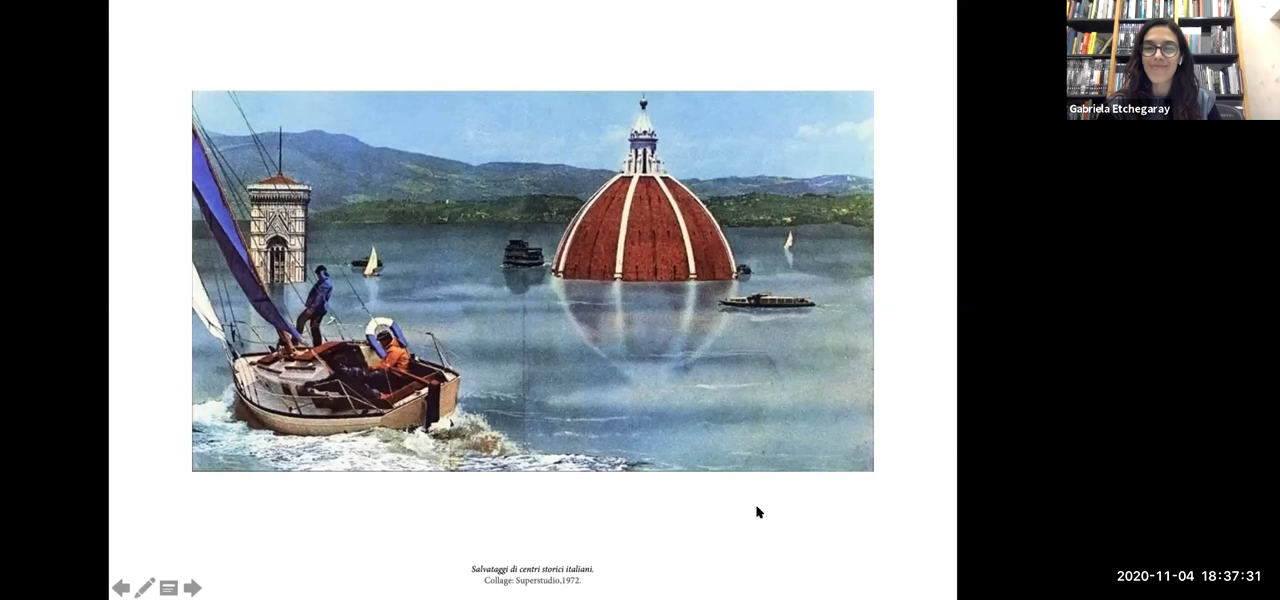 Gabriela Etchegaray
Salvataggi di centri storici italiani.
Collage: Superstudio,1972.
2020-11-04 18:37:31